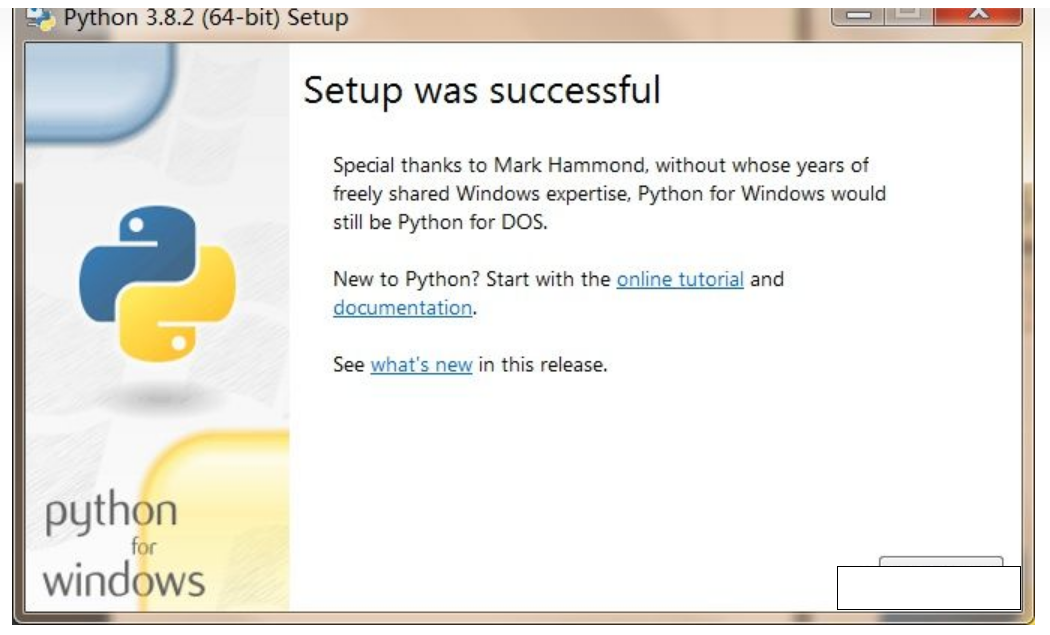 Python 3.8.2 (64-bit) Setup
Setup was successful
Special thanks to Mark Hammond, without whose years of
freely shared Windows expertise, Python for Windows would
still be Python for DOS.
New to Python? Start with the online tutorial and
documentation.
See what's new in this release.
python
for
windows